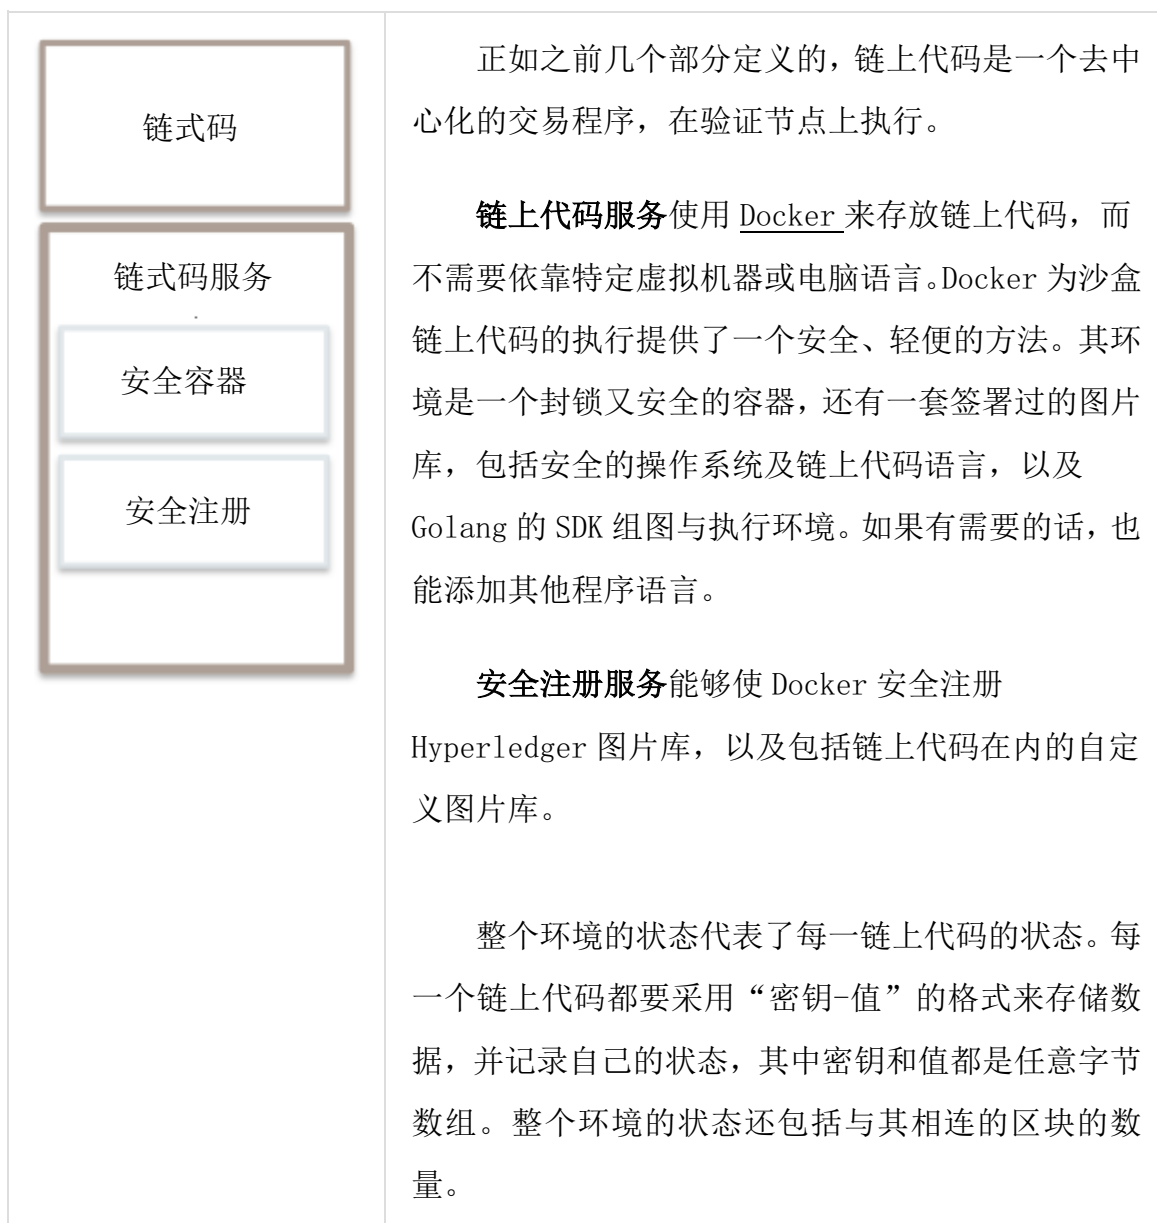 链式码
链式码服务
安全容器
安全注册
正如之前几个部分定义的，链上代码是一个去中
心化的交易程序，在验证节点上执行。
链上代码服务使用 Docker 来存放链上代码，而
不需要依靠特定虚拟机器或电脑语言。Docker 为沙盒
链上代码的执行提供了一个安全、轻便的方法。其环
境是一个封锁又安全的容器，还有一套签署过的图片
库，包括安全的操作系统及链上代码语言，以及
Golang 的 SDK 组图与执行环境。如果有需要的话，也
能添加其他程序语言。
安全注册服务能够使 Docker 安全注册
Hyperledger 图片库，以及包括链上代码在内的自定
义图片库。
整个环境的状态代表了每一链上代码的状态。每
一个链上代码都要采用“密钥-值”的格式来存储数
据，并记录自己的状态，其中密钥和值都是任意字节
数组。整个环境的状态还包括与其相连的区块的数
量。